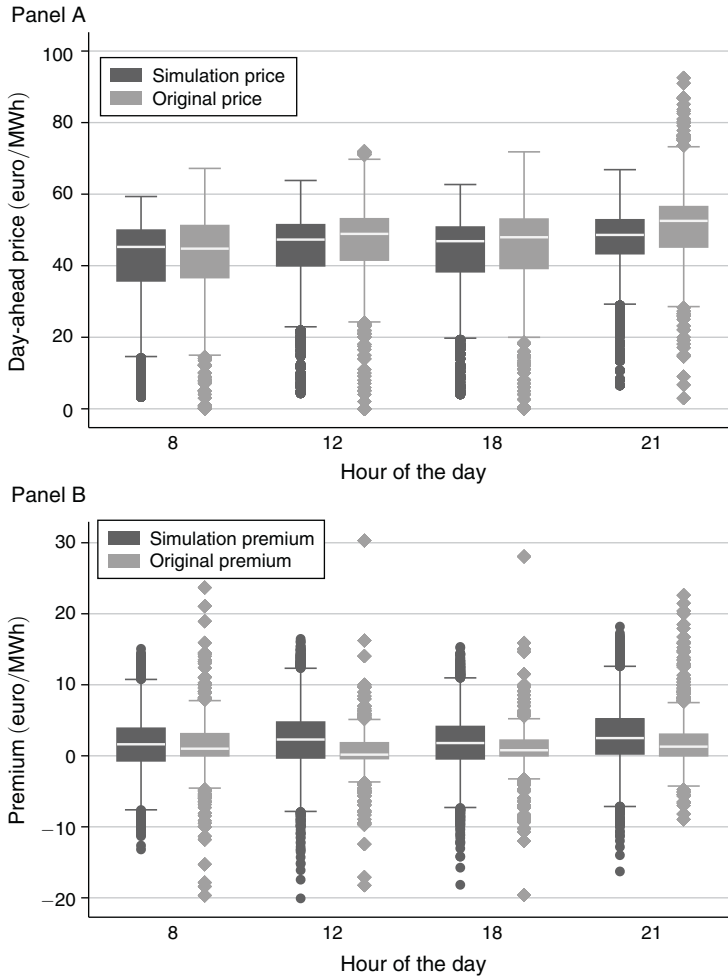 Panel A
Day-ahead price (euro/MWh)
100
80
60
40
20
0
Simulation price
Original price
8 12 18 21
Hour of the day
Panel B
Premium (euro/MWh)
30
20
10
0
−10
−20
Simulation premium
Original premium
8 12 18 21
Hour of the day